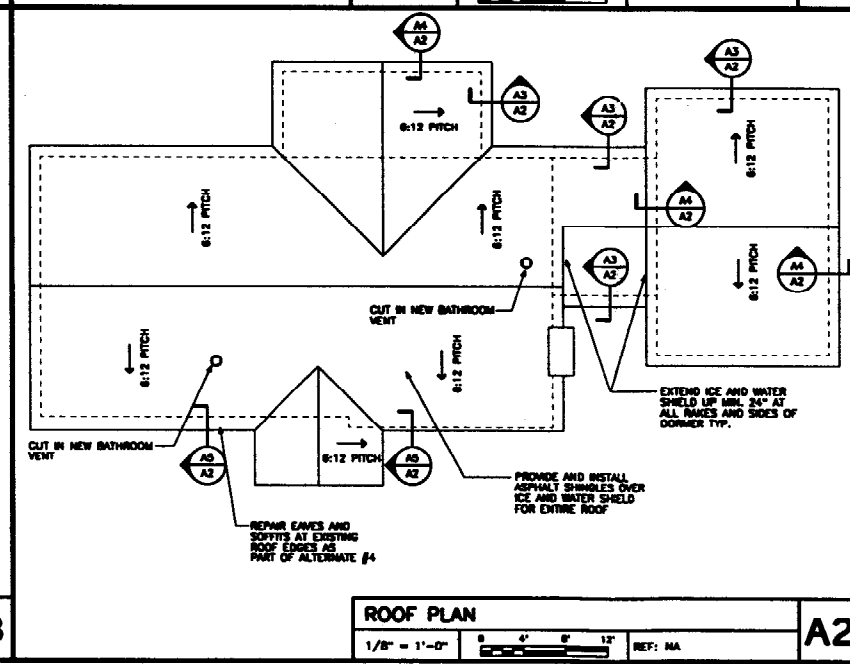 A4
A2
A3
A2
A3
A2
A3
A2
6:12 PITCH
6:12 PITCH
6:12 PITCH
6:12 PITCH
A4
A2
A3
A2
A4
A2
6:12 PITCH
CUT IN NEW BATHROOM
VENT
6:12 PITCH
6:12 PITCH
EXTEND ICE AND WATER
SHIELD UP MIN. 24" AT
ALL RAKES AND SIDES OF
DORMER TYP.
CUT IN NEW BATHROOM
VENT
A5
A2
6:12 PITCH
A5
A2
PROVIDE AND INSTALL
ASPHALT SHINGLES OVER
ICE AND WATER SHIELD
FOR ENTIRE ROOF
REPAIR EAVES AND
SOFFITS AT EXISTING
ROOF EDGES AS
PART OF ALTERNATE #4
ROOF PLAN
1/8" = 1'-0"
0 4' 8' 12'
REF: NA
A2